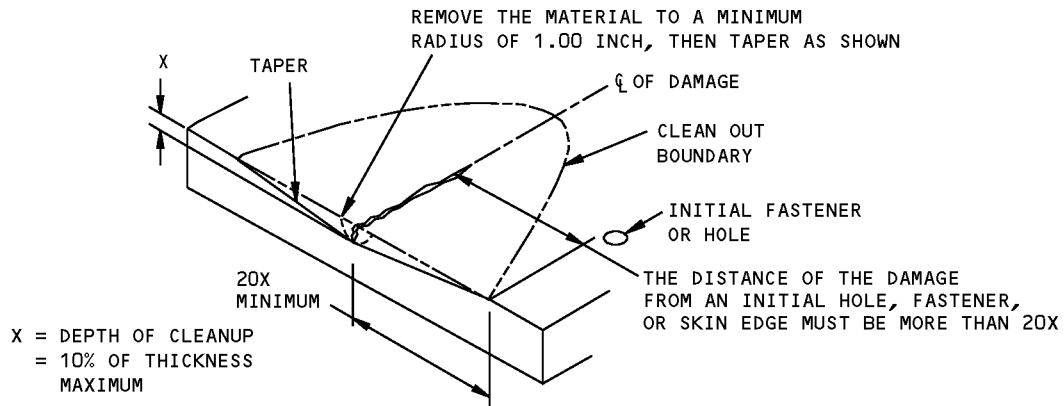 REMOVE THE MATERIAL TO A MINIMUM
RADIUS OF 1.00 INCH, THEN TAPER AS SHOWN
X
TAPER
℄ OF DAMAGE
CLEAN OUT
BOUNDARY
INITIAL FASTENER
OR HOLE
20X
MINIMUM
THE DISTANCE OF THE DAMAGE
FROM AN INITIAL HOLE, FASTENER,
OR SKIN EDGE MUST BE MORE THAN 20X
X = DEPTH OF CLEANUP
= 10% OF THICKNESS
MAXIMUM